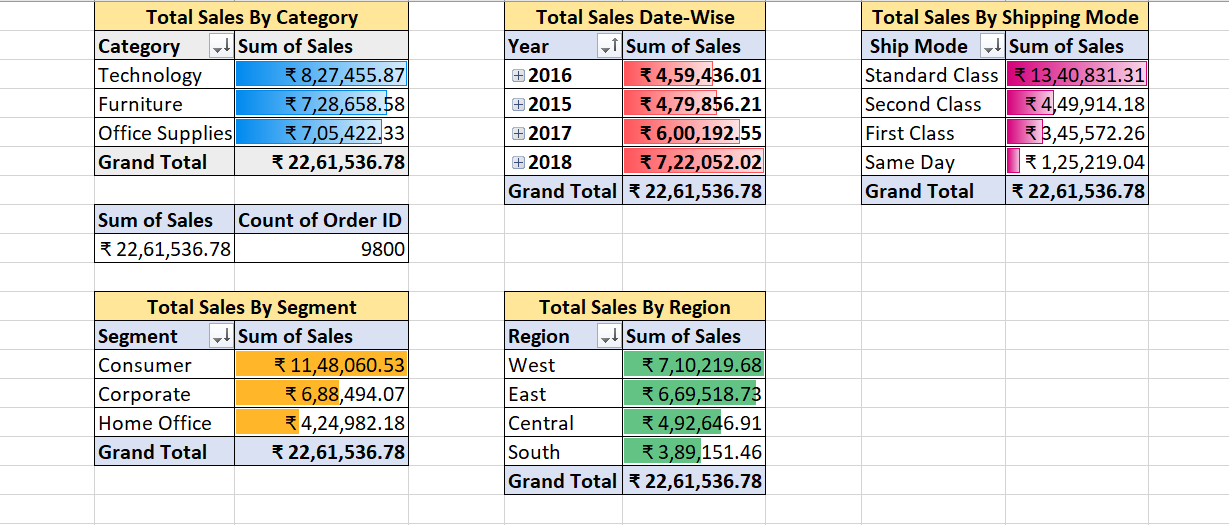 Total Sales By Category
Category Sum of Sales
Technology ₹ 8,27,455.87
Furniture ₹ 7,28,658.58
Office Supplies ₹ 7,05,422.33
Grand Total ₹ 22,61,536.78
Sum of Sales Count of Order ID
₹ 22,61,536.78 9800
Total Sales Date-Wise
Year Sum of Sales
2016 ₹ 4,59,436.01
2015 ₹ 4,79,856.21
2017 ₹ 6,00,192.55
2018 ₹ 7,22,052.02
Grand Total ₹ 22,61,536.78
Total Sales By Shipping Mode
Ship Mode Sum of Sales
Standard Class ₹ 13,40,831.31
Second Class ₹ 4,49,914.18
First Class ₹ 3,45,572.26
Same Day ₹ 1,25,219.04
Grand Total ₹ 22,61,536.78
Total Sales By Segment
Segment Sum of Sales
Consumer ₹ 11,48,060.53
Corporate ₹ 6,88,494.07
Home Office ₹ 4,24,982.18
Grand Total ₹ 22,61,536.78
Total Sales By Region
Region Sum of Sales
West ₹ 7,10,219.68
East ₹ 6,69,518.73
Central ₹ 4,92,646.91
South ₹ 3,89,151.46
Grand Total ₹ 22,61,536.78